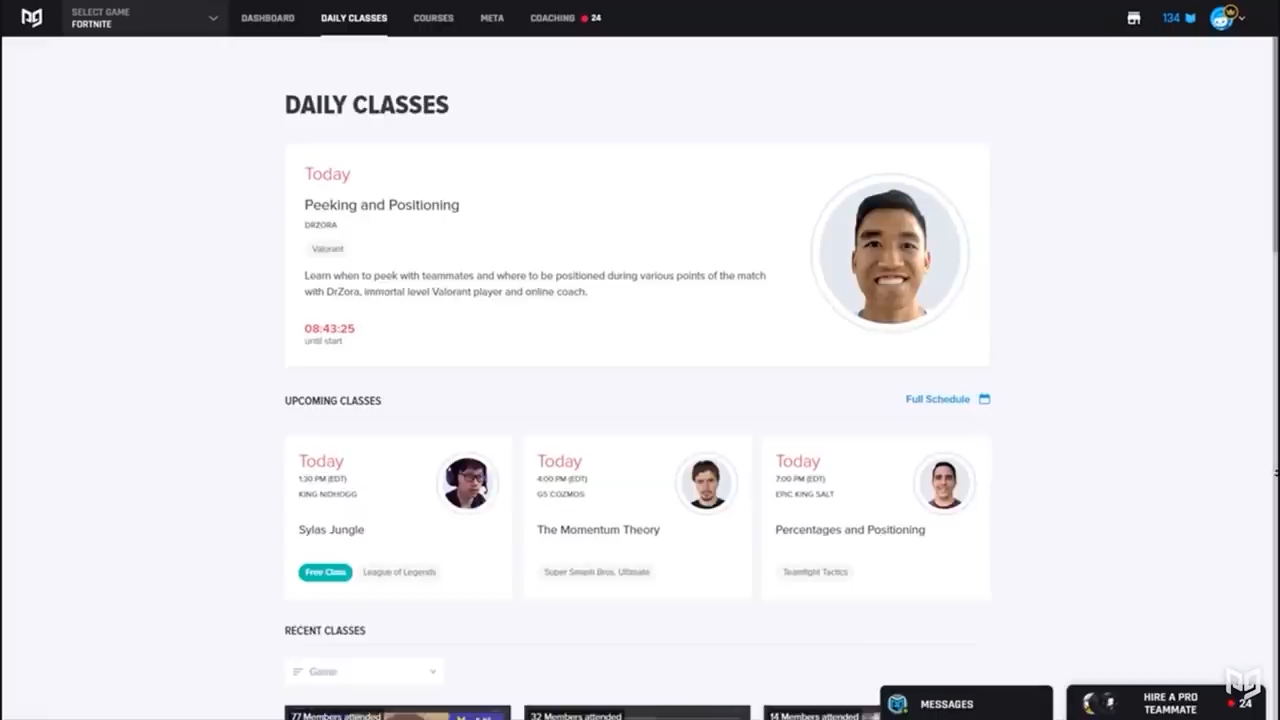 SELECT GAME
FORTNITE
DASHBOARD
DAILY CLASSES
COURSES
META
COACHING
24
134
DAILY CLASSES
Today
Peeking and Positioning
DRZORA
Valorant
Learn when to peek with teammates and where to be positioned during various points of the match
with DrZora, immortal level Valorant player and online coach.
08:43:25
until start
UPCOMING CLASSES
Full Schedule
Today
1:30 PM (EDT)
KING NIDHOGG
Sylas Jungle
Free Class
League of Legends
Today
4:00 PM (EDT)
G5 COZMOS
The Momentum Theory
Super Smash Bros. Ultimate
Today
7:00 PM (EDT)
EPIC KING SALT
Percentages and Positioning
Teamfight Tactics
RECENT CLASSES
Game
77 Members attended
32 Members attended
14 Members attended
MESSAGES
HIRE A PRO
TEAMMATE
24